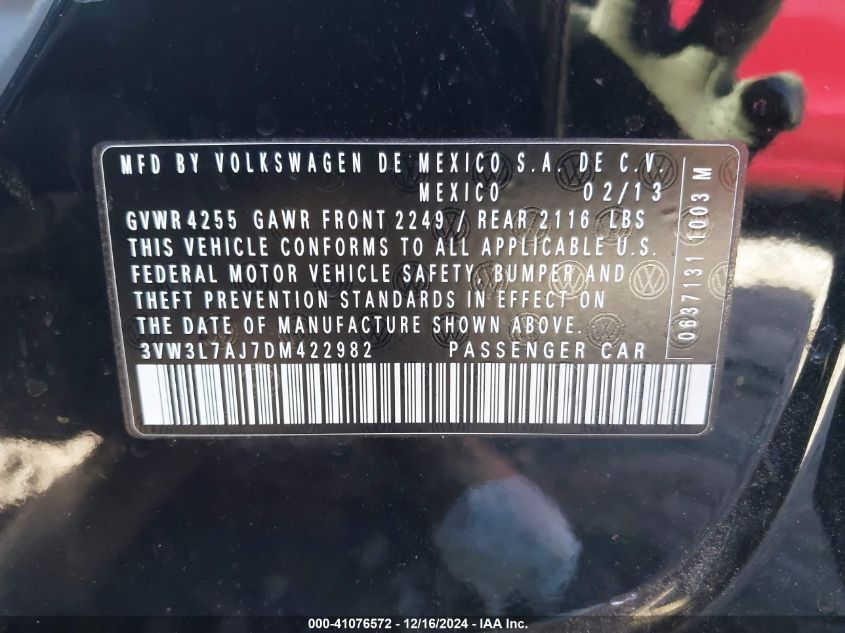 MFD BY VOLKSWAGEN DE MEXICO S.A. DE C.V.
MEXICO 02/13
GVWR 4255 GAWR FRONT 2249 / REAR 2116 LBS
THIS VEHICLE CONFORMS TO ALL APPLICABLE U.S.
FEDERAL MOTOR VEHICLE SAFETY, BUMPER AND
THEFT PREVENTION STANDARDS IN EFFECT ON
THE DATE OF MANUFACTURE SHOWN ABOVE.
3VW3L7AJ7DM422982 PASSENGER CAR
0637131 1003 M
000-41076572 / 12/16/2024 - IAA Inc.